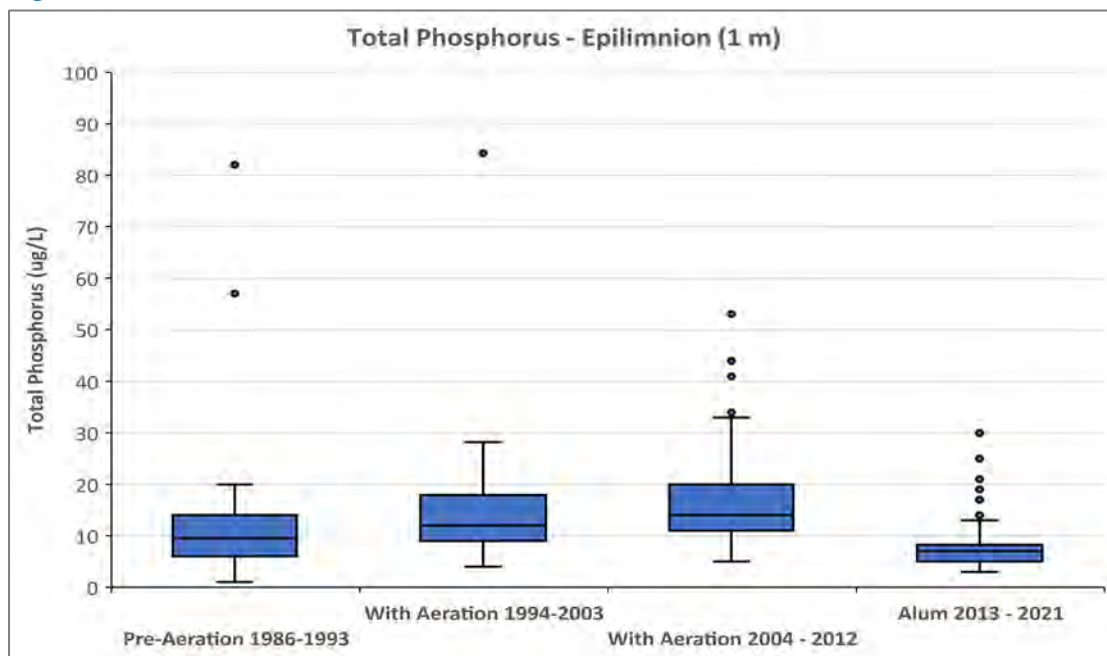 Total Phosphorus - Epilimnion (1 m)
Total Phosphorus (ug/L)
100
90
80
70
60
50
40
30
20
10
0
Pre-Aeration 1986-1993
With Aeration 1994-2003
With Aeration 2004 - 2012
Alum 2013 - 2021